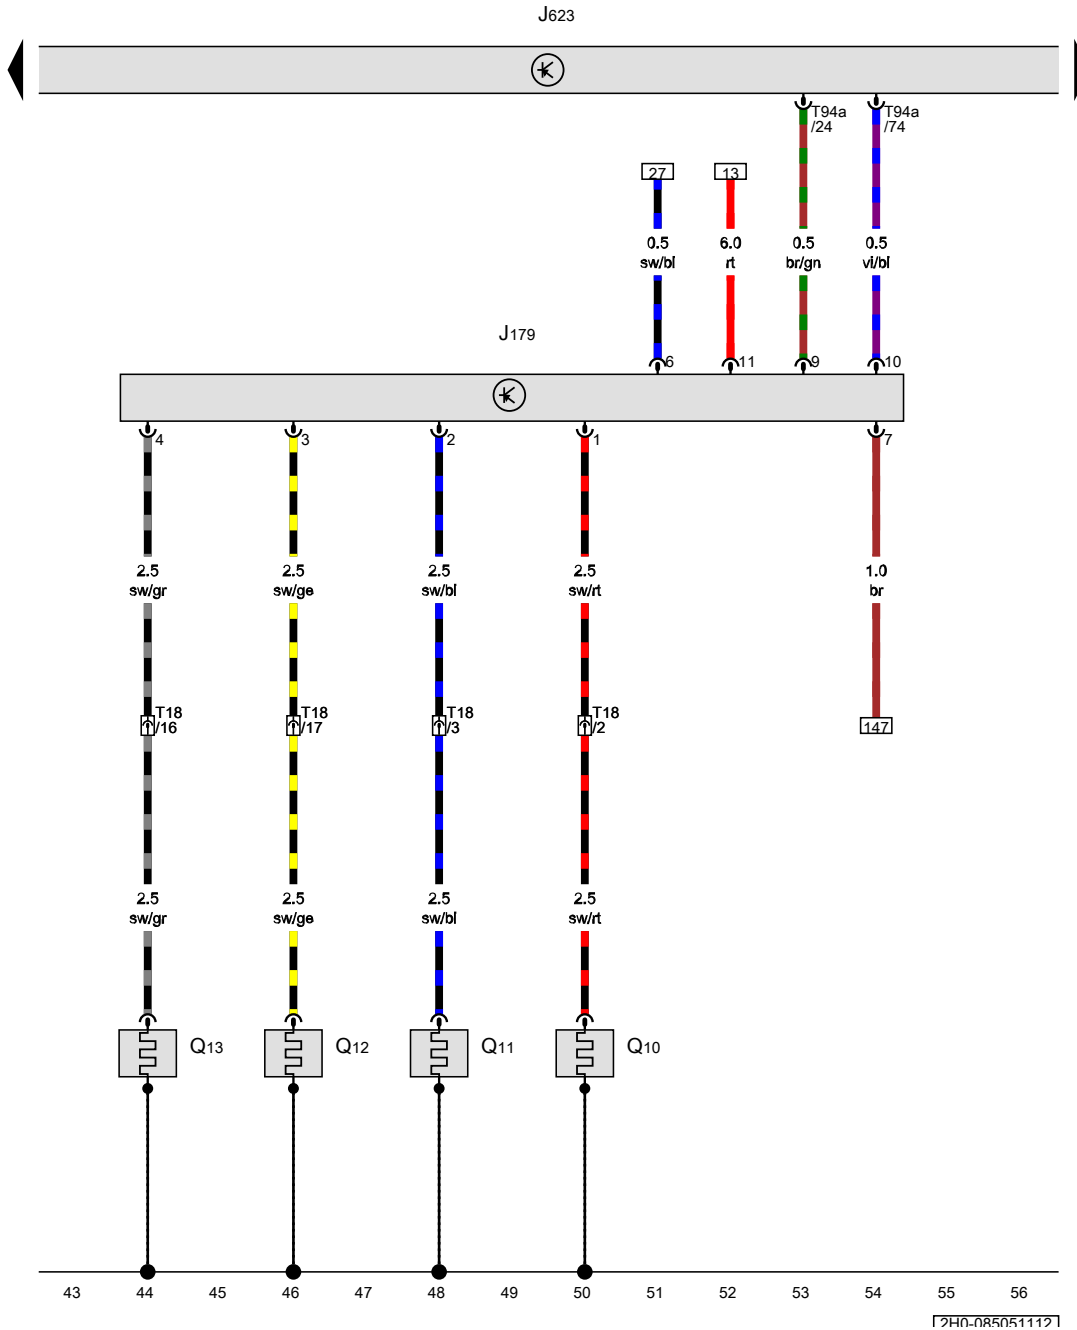 J623
T94a
/24
T94a
/74
27
13
0.5
sw/bl
6.0
rt
0.5
br/gn
0.5
vi/bl
J179
6
11
9
10
4
3
2
1
7
2.5
sw/gr
2.5
sw/ge
2.5
sw/bl
2.5
sw/rt
1.0
br
T18
/16
T18
/17
T18
/3
T18
/2
147
2.5
sw/gr
2.5
sw/ge
2.5
sw/bl
2.5
sw/rt
Q13
Q12
Q11
Q10
43 44 45 46 47 48 49 50 51 52 53 54 55 56
2H0-085051112